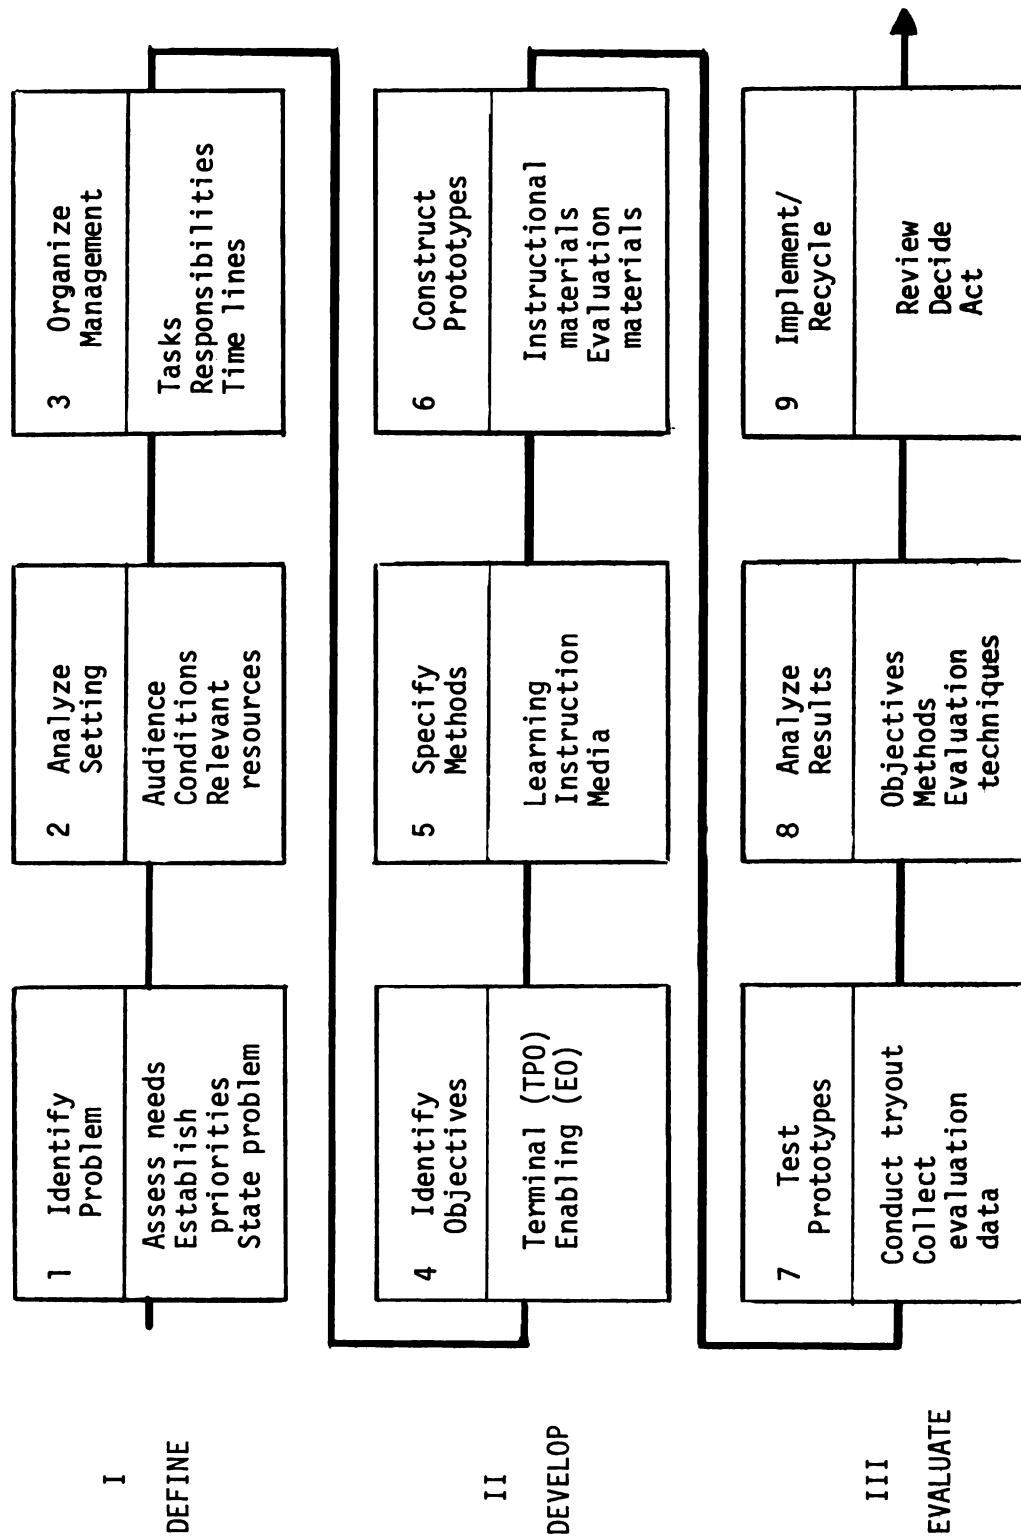 I
DEFINE
1 Identify
Problem
Assess needs
Establish
priorities
State problem
2 Analyze
Setting
Audience
Conditions
Relevant
resources
3 Organize
Management
Tasks
Responsibilities
Time lines
II
DEVELOP
4 Identify
Objectives
Terminal (TPO)
Enabling (EO)
5 Specify
Methods
Learning
Instruction
Media
6 Construct
Prototypes
Instructional
materials
Evaluation
materials
III
EVALUATE
7 Test
Prototypes
Conduct tryout
Collect
evaluation
data
8 Analyze
Results
Objectives
Methods
Evaluation
techniques
9 Implement/
Recycle
Review
Decide
Act